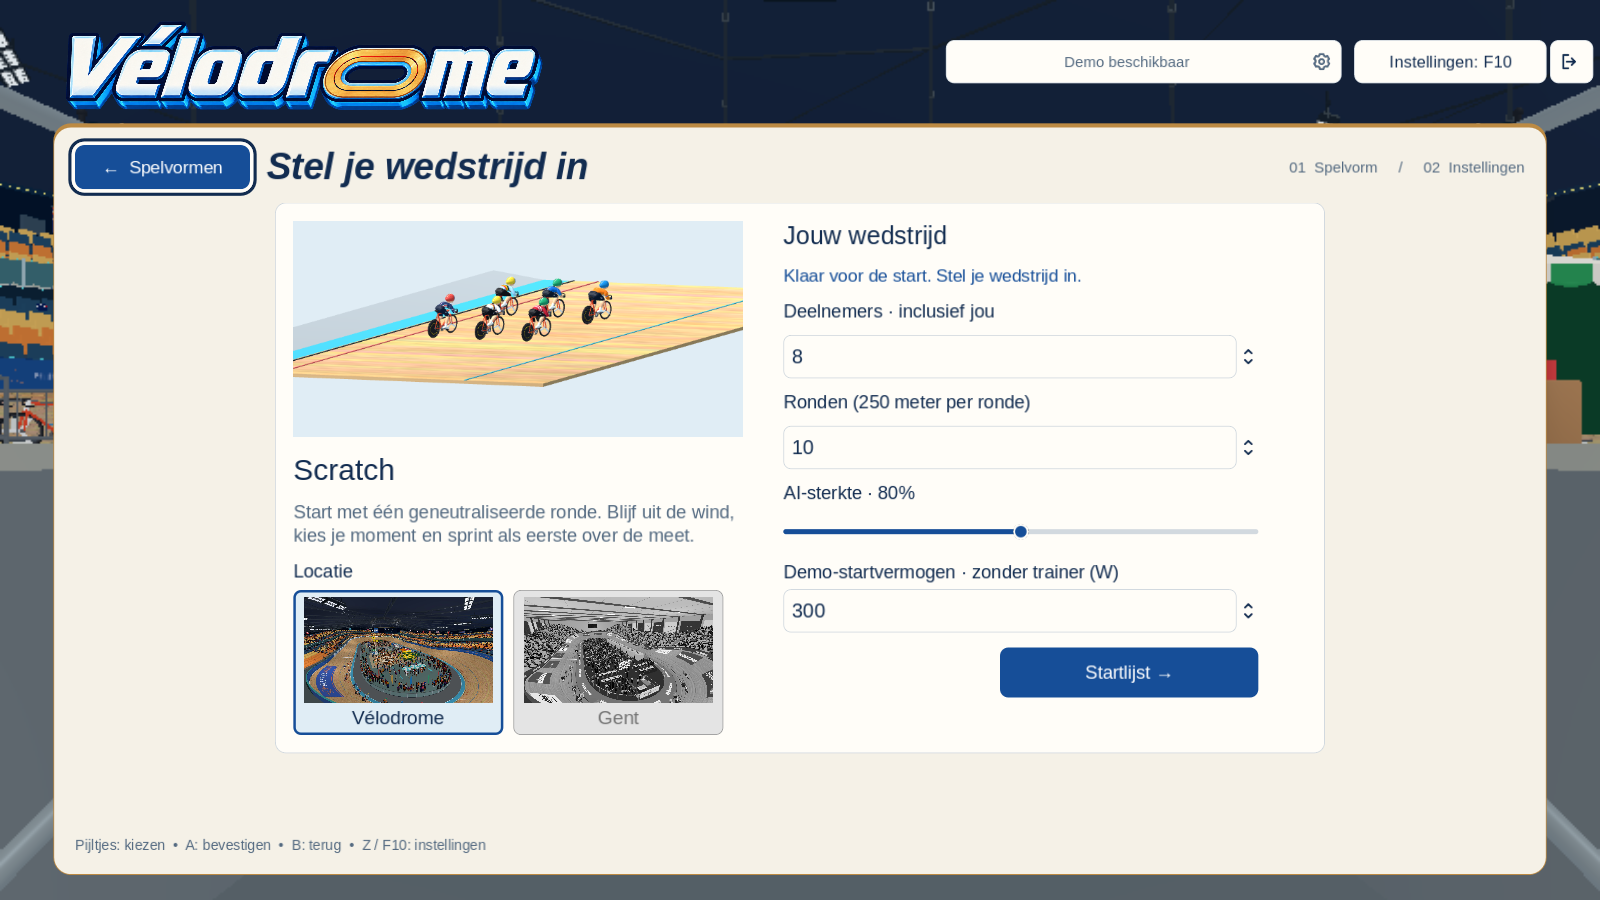 Vélodrome
Demo beschikbaar
Instellingen: F10
← Spelvormen
Stel je wedstrijd in
01 Spelvorm / 02 Instellingen
Jouw wedstrijd
Klaar voor de start. Stel je wedstrijd in.
Deelnemers · inclusief jou
8
Ronden (250 meter per ronde)
10
AI-sterkte · 80%
Demo-startvermogen · zonder trainer (W)
300
Startlijst →
Scratch
Start met één geneutraliseerde ronde. Blijf uit de wind,
kies je moment en sprint als eerste over de meet.
Locatie
Vélodrome
Gent
Pijltjes: kiezen • A: bevestigen • B: terug • Z / F10: instellingen